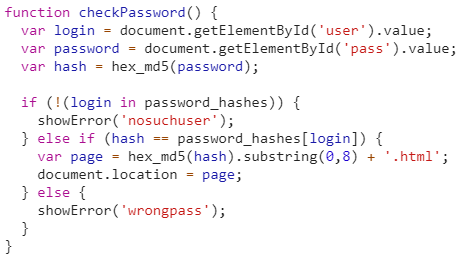 function checkPassword() {
  var login = document.getElementById('user').value;
  var password = document.getElementById('pass').value;
  var hash = hex_md5(password);

  if (!(login in password_hashes)) {
    showError('nosuchuser');
  } else if (hash == password_hashes[login]) {
    var page = hex_md5(hash).substring(0,8) + '.html';
    document.location = page;
  } else {
    showError('wrongpass');
  }
}